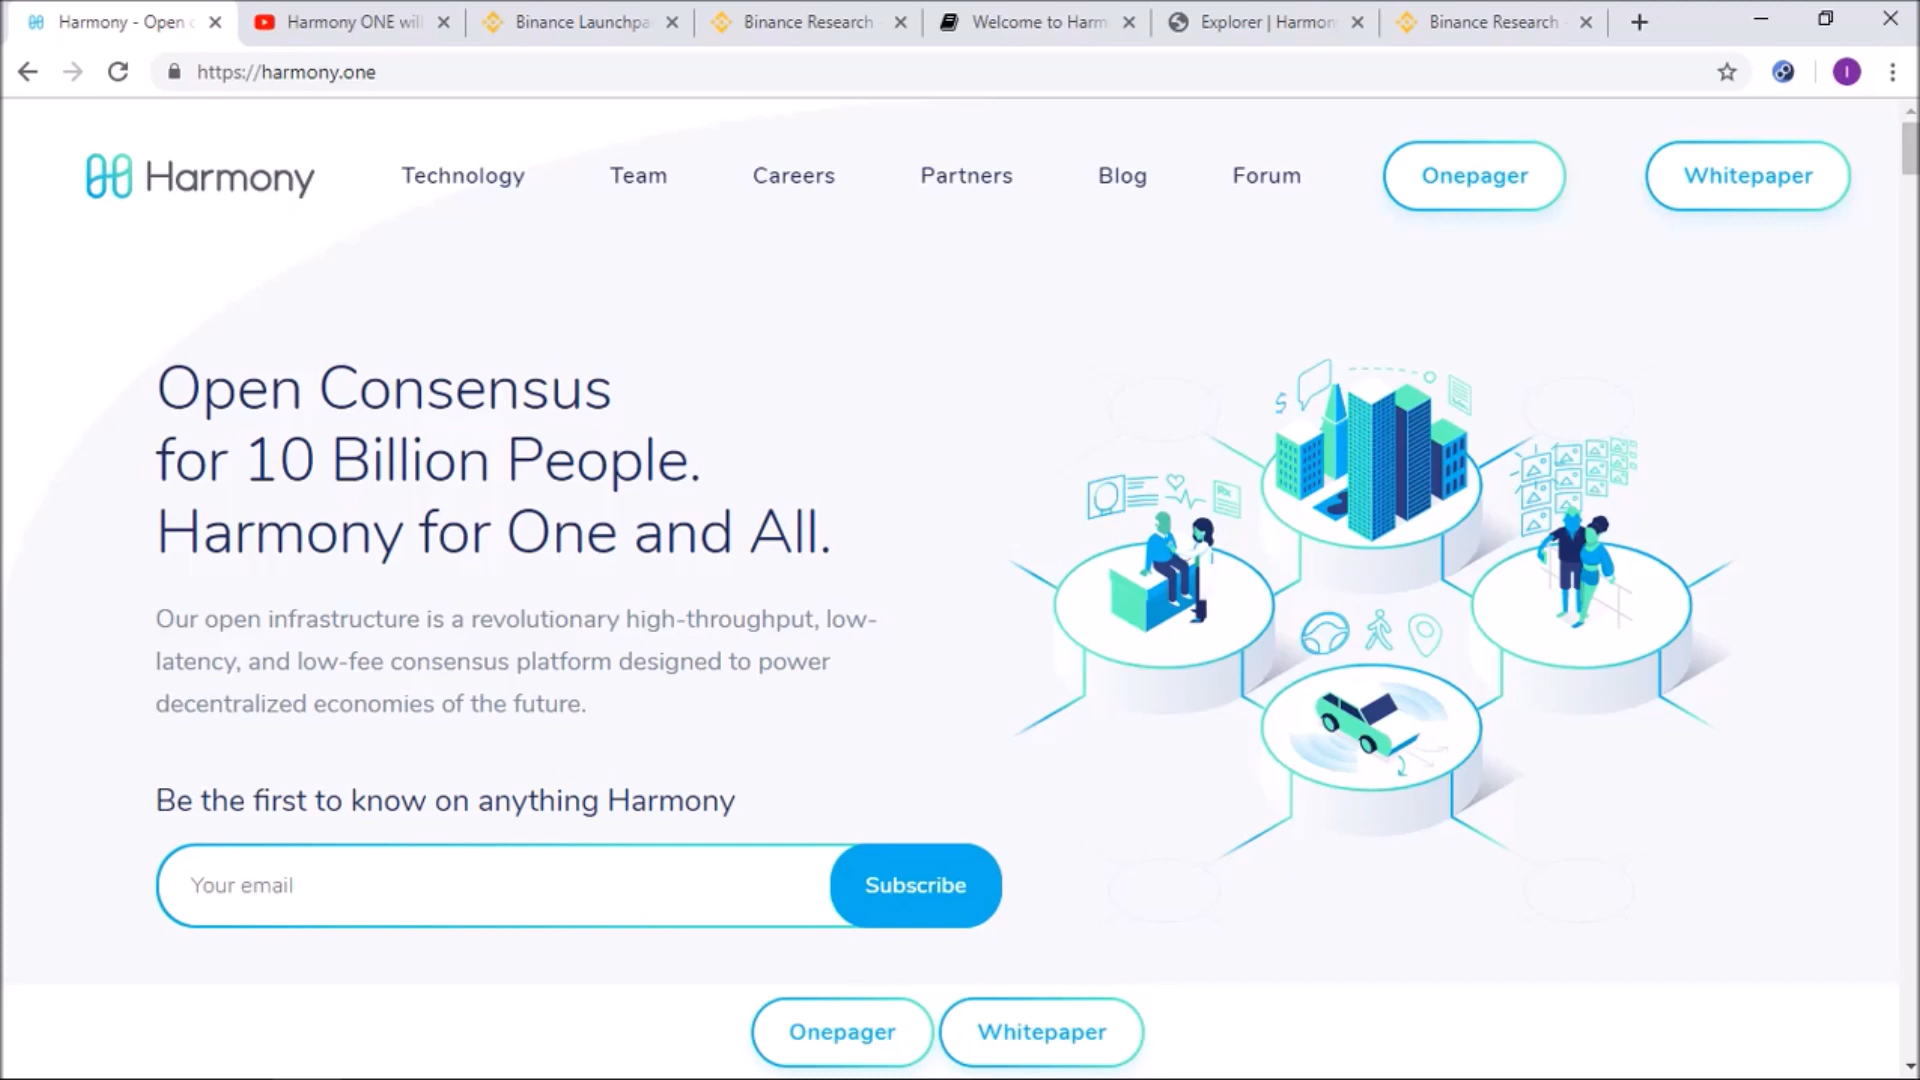 Harmony - Open c
Harmony ONE will
Binance Launchpa
Binance Research -
Welcome to Harm
Explorer | Harmon
Binance Research -
https://harmony.one
I
Harmony
Technology
Team
Careers
Partners
Blog
Forum
Onepager
Whitepaper
Open Consensus
for 10 Billion People.
Harmony for One and All.
Our open infrastructure is a revolutionary high-throughput, low-
latency, and low-fee consensus platform designed to power
decentralized economies of the future.
Be the first to know on anything Harmony
Your email
Subscribe
$
Rx
Onepager
Whitepaper